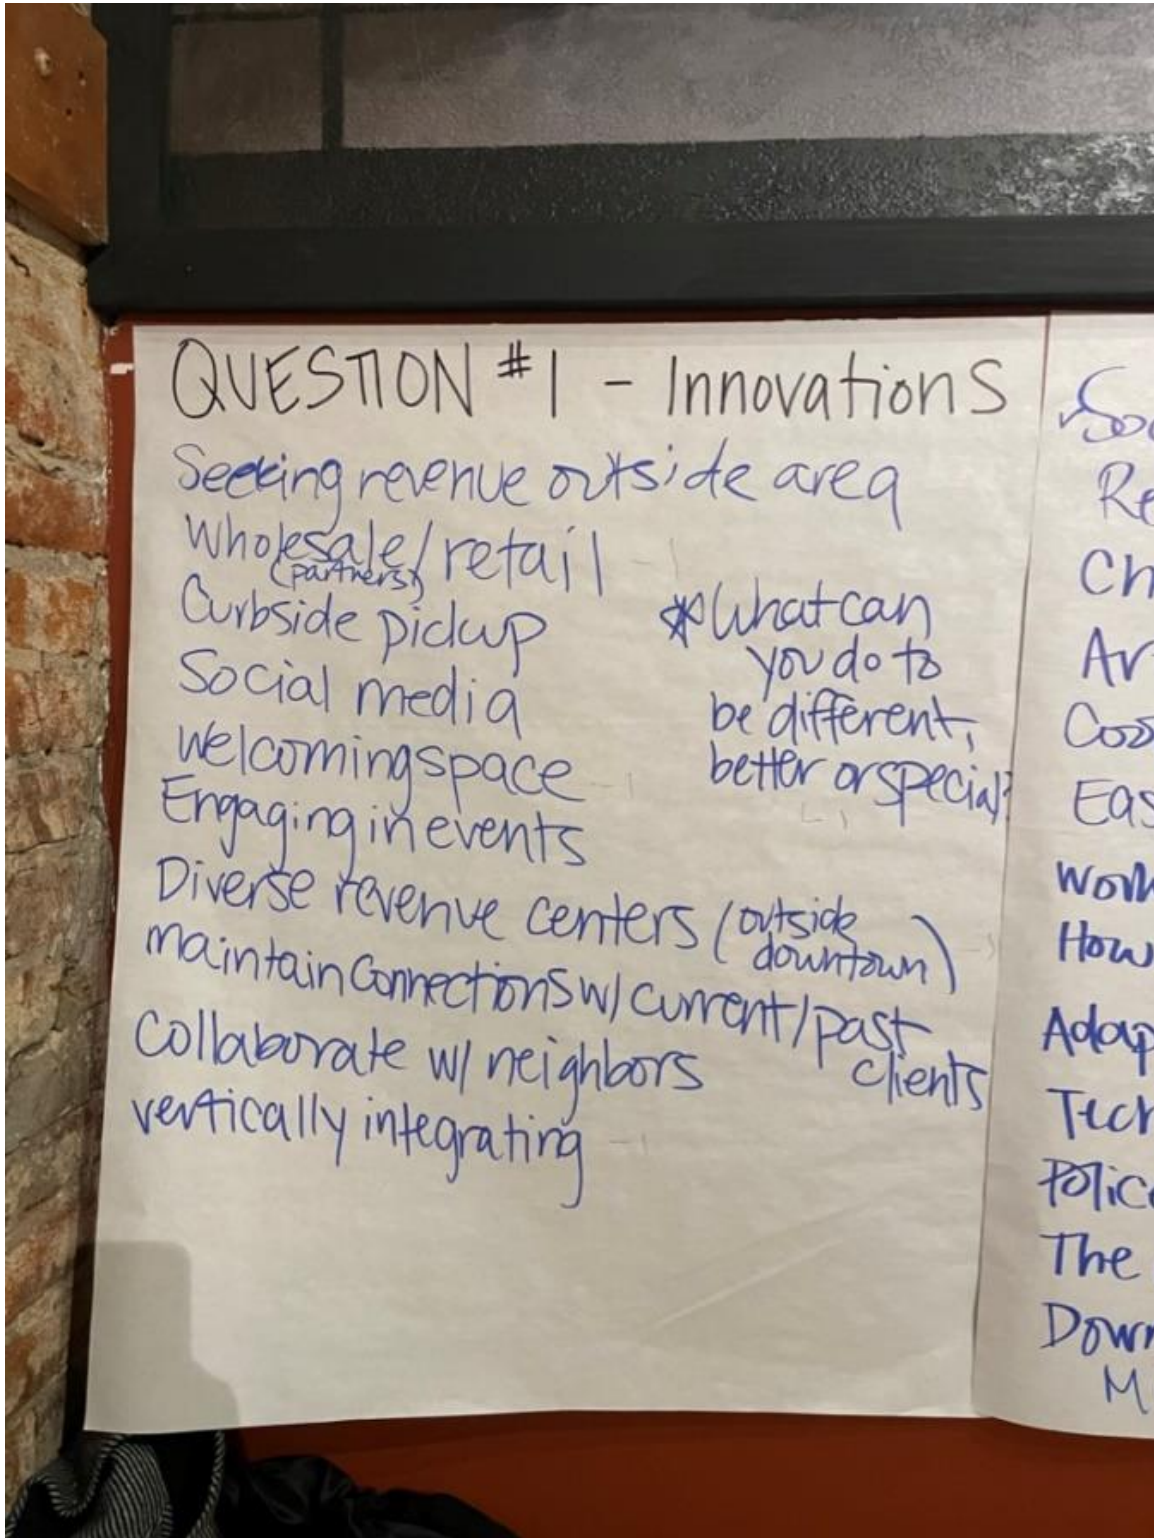 QUESTION #1 - Innovations
Seeking revenue outside area
Wholesale/retail
(partners)
Curbside pickup
Social media
Welcoming space
Engaging in events
Diverse revenue centers (outside
downtown)
Maintain Connections w/ current/past
clients
Collaborate w/ neighbors
vertically integrating
*What can
you do to
be different,
better or special?
The